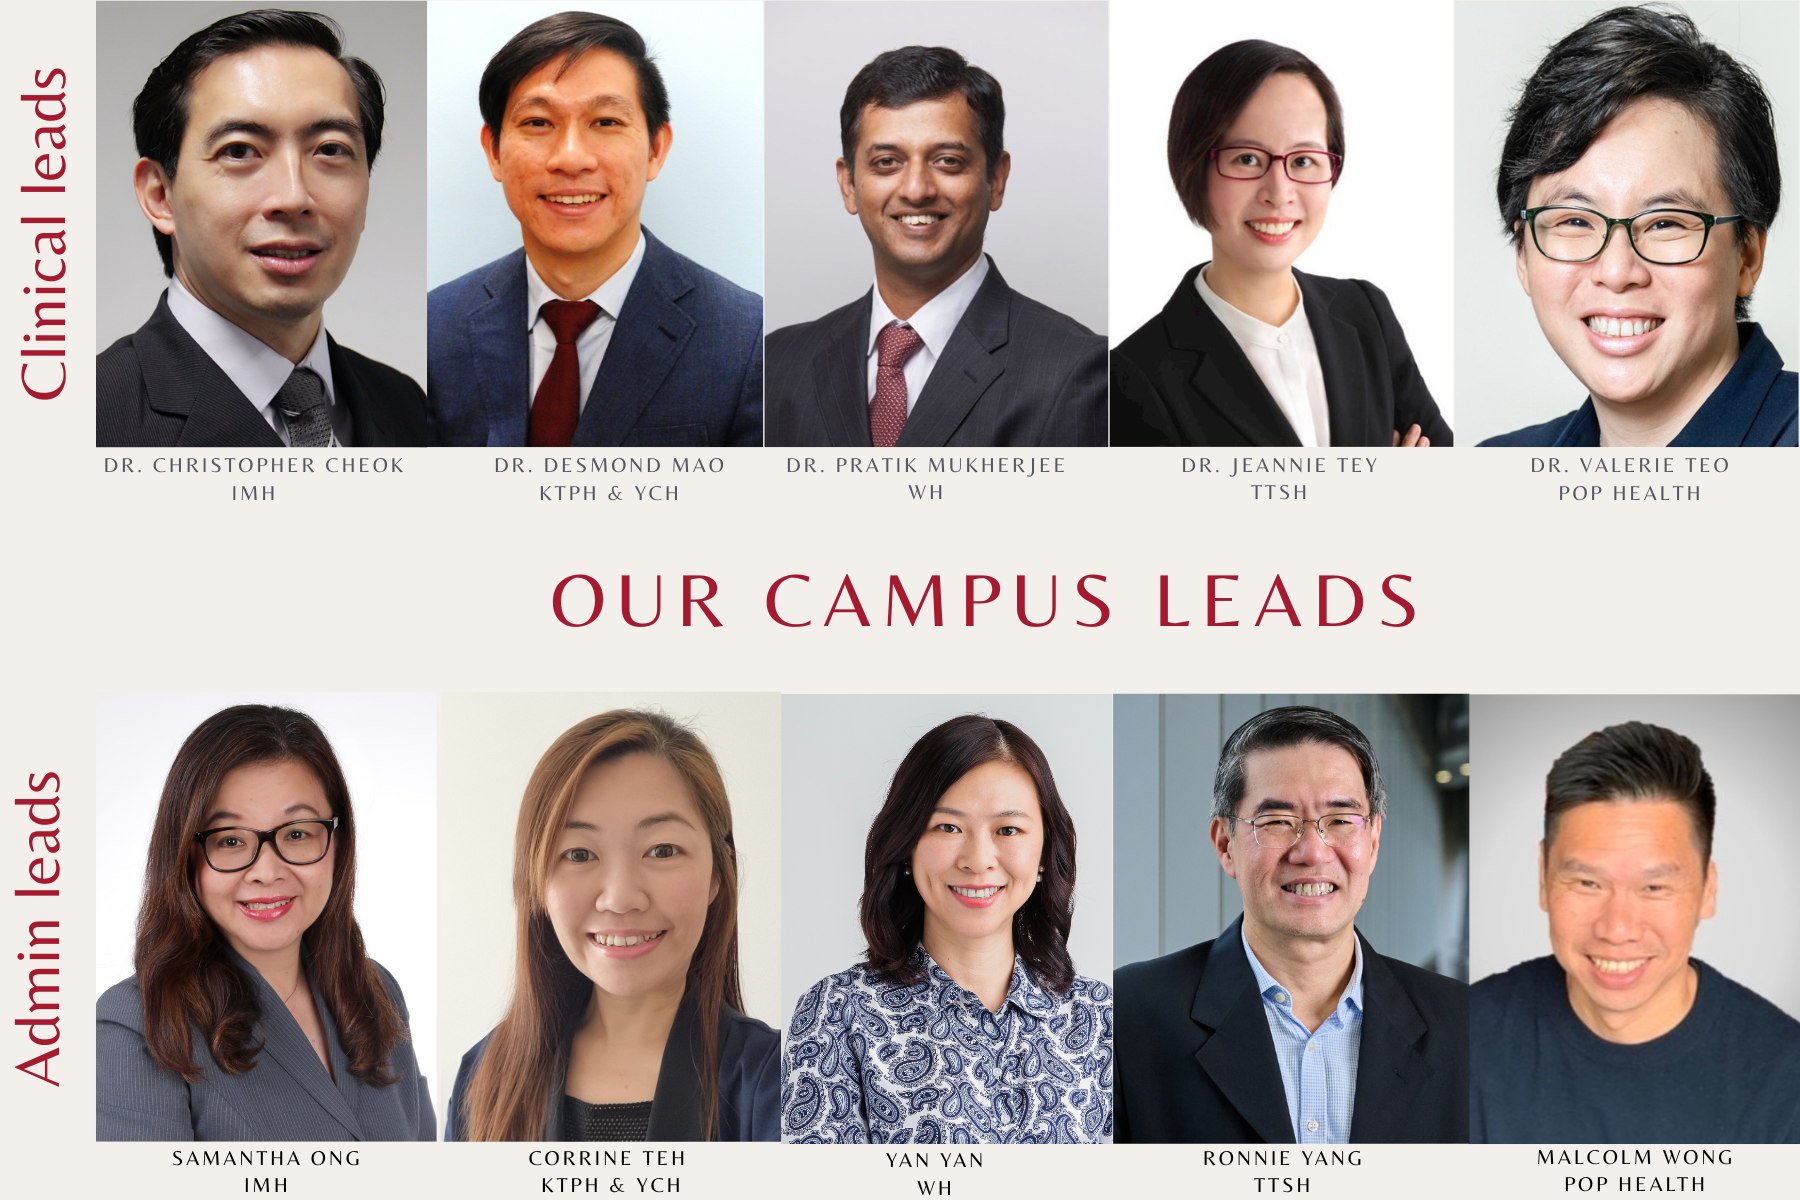 Clinical leads
DR. CHRISTOPHER CHEOK
IMH
DR. DESMOND MAO
KTPH & YCH
DR. PRATIK MUKHERJEE
WH
DR. JEANNIE TEY
TTSH
DR. VALERIE TEO
POP HEALTH
OUR CAMPUS LEADS
Admin leads
SAMANTHA ONG
IMH
CORRINE TEH
KTPH & YCH
YAN YAN
WH
RONNIE YANG
TTSH
MALCOLM WONG
POP HEALTH